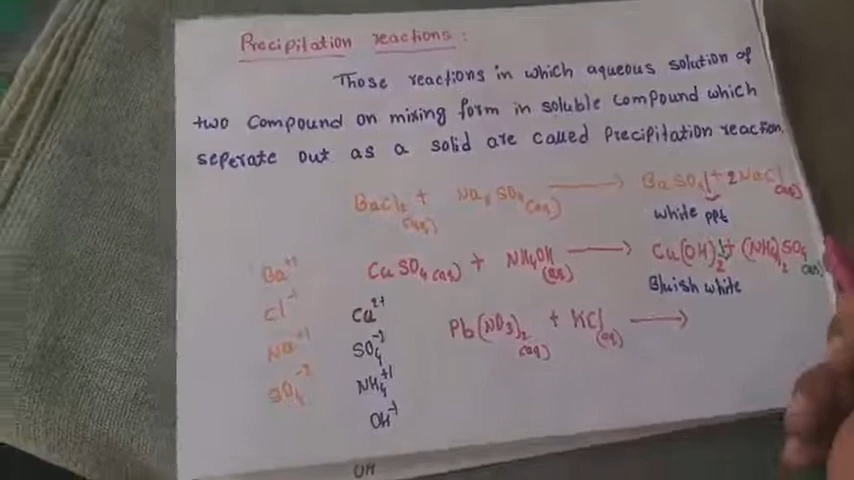 Precipilation reactions :
Those reactions in which aqueous solution of
two compound on mixing form in soluble compound which
seperate out as a solid are called Precipitation reaction.
BaCl₂ (aq) + Na₂SO₄(aq) ⟶ BaSO₄↓ + 2NaCl (aq)
white ppt
CuSO₄(aq) + NH₄OH (aq) ⟶ Cu(OH)₂↓ + (NH₄)₂SO₄ (aq)
Bluish white
Pb(NO₃)₂ (aq) + KCl (aq) ⟶
Ba⁺²
Cl⁻¹
Na⁺¹
SO₄⁻²
Cu²⁺
SO₄⁻²
NH₄⁺¹
OH⁻¹
OH